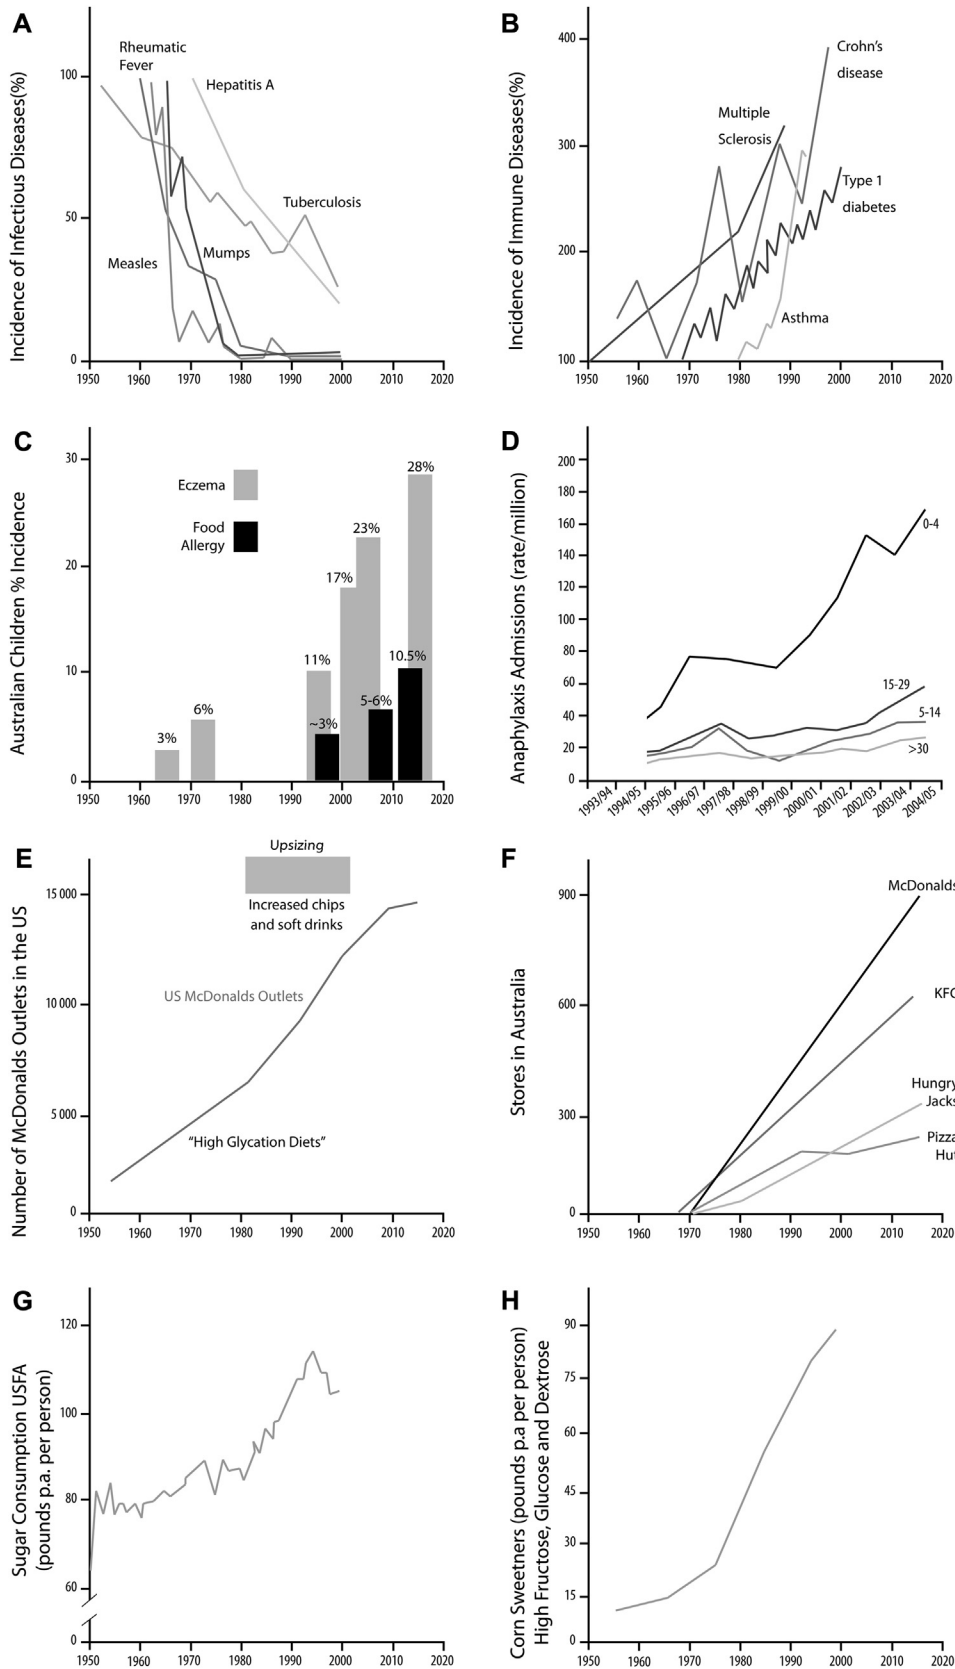 A
Incidence of Infectious Diseases(%)
100
50
0
Rheumatic
Fever
Hepatitis A
Tuberculosis
Mumps
Measles
1950 1960 1970 1980 1990 2000 2010 2020
B
Incidence of Immune Diseases(%)
400
300
200
100
Crohn's
disease
Multiple
Sclerosis
Type 1
diabetes
Asthma
1950 1960 1970 1980 1990 2000 2010 2020
C
Australian Children % Incidence
30
20
10
0
Eczema
Food
Allergy
3%
6%
11%
~3%
17%
23%
5-6%
10.5%
28%
1950 1960 1970 1980 1990 2000 2010 2020
D
Anaphylaxis Admissions (rate/million)
200
180
160
140
120
100
80
60
40
20
0
0-4
15-29
5-14
>30
1993/94 1994/95 1995/96 1996/97 1997/98 1998/99 1999/00 2000/01 2001/02 2002/03 2003/04 2004/05
E
Number of McDonalds Outlets in the US
15 000
10 000
5 000
0
Upsizing
Increased chips
and soft drinks
US McDonalds Outlets
"High Glycation Diets"
1950 1960 1970 1980 1990 2000 2010 2020
F
Stores in Australia
900
600
300
0
McDonalds
KFC
Hungry
Jacks
Pizza
Hut
1950 1960 1970 1980 1990 2000 2010 2020
G
Sugar Consumption USFA
(pounds p.a. per person)
120
100
80
60
0
1950 1960 1970 1980 1990 2000 2010 2020
H
Corn Sweetners (pounds p.a per person)
High Fructose, Glucose and Dextrose
90
75
60
45
30
15
0
1950 1960 1970 1980 1990 2000 2010 2020